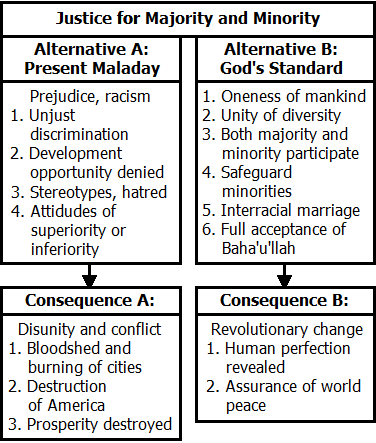 Justice for Majority and Minority
Alternative A:
Present Malady
Prejudice, racism
1. Unjust
discrimination
2. Development
opportunity denied
3. Stereotypes, hatred
4. Attidudes of
superiority or
inferiority
Alternative B:
God's Standard
1. Oneness of mankind
2. Unity of diversity
3. Both majority and
minority participate
4. Safeguard
minorities
5. Interracial marriage
6. Full acceptance of
Baha'u'llah
Consequence A:
Disunity and conflict
1. Bloodshed and
burning of cities
2. Destruction
of America
3. Prosperity destroyed
Consequence B:
Revolutionary change
1. Human perfection
revealed
2. Assurance of world
peace